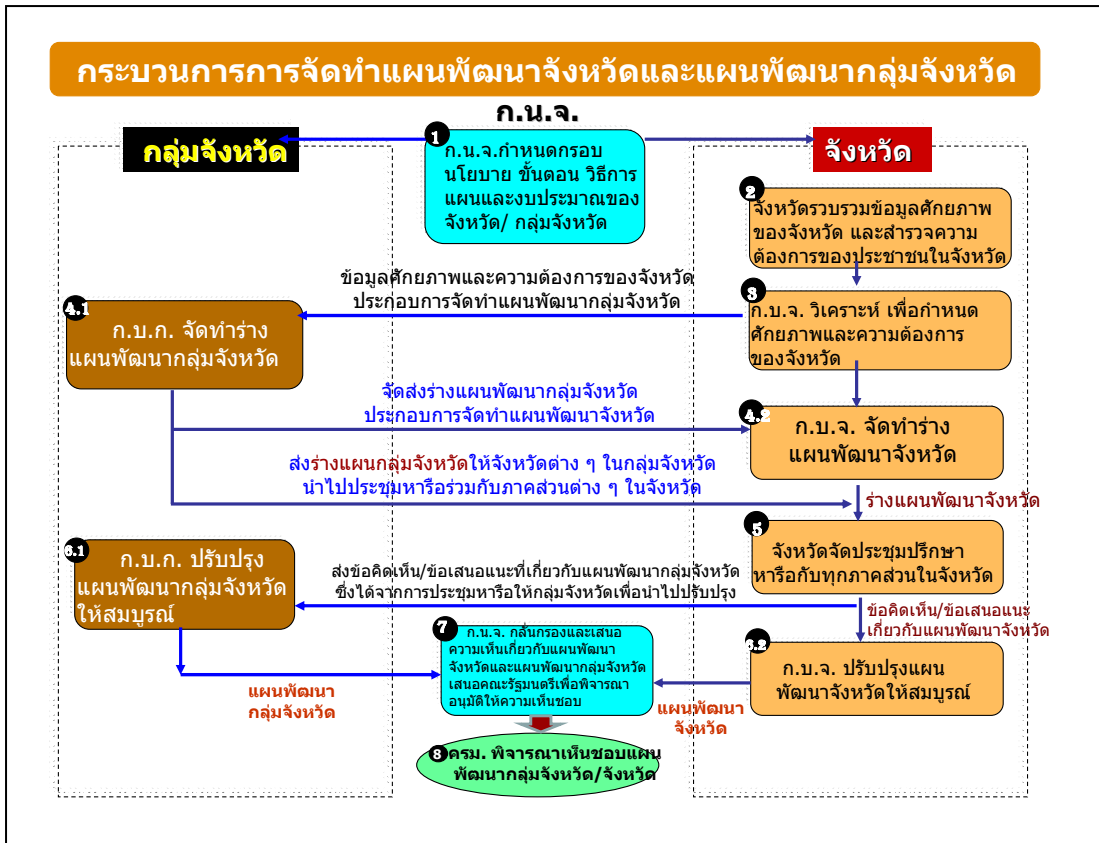 กระบวนการการจัดทำแผนพัฒนาจังหวัดและแผนพัฒนากลุ่มจังหวัด
ก.น.จ.
กลุ่มจังหวัด
จังหวัด
1
ก.น.จ.กำหนดกรอบ
นโยบาย ขั้นตอน วิธีการ
แผนและงบประมาณของ
จังหวัด/ กลุ่มจังหวัด
2
จังหวัดรวบรวมข้อมูลศักยภาพ
ของจังหวัด และสำรวจความ
ต้องการของประชาชนในจังหวัด
ข้อมูลศักยภาพและความต้องการของจังหวัด
ประกอบการจัดทำแผนพัฒนากลุ่มจังหวัด
3
ก.บ.จ. วิเคราะห์ เพื่อกำหนด
ศักยภาพและความต้องการ
ของจังหวัด
4.1
ก.บ.ก. จัดทำร่าง
แผนพัฒนากลุ่มจังหวัด
จัดส่งร่างแผนพัฒนากลุ่มจังหวัด
ประกอบการจัดทำแผนพัฒนาจังหวัด
4.2
ก.บ.จ. จัดทำร่าง
แผนพัฒนาจังหวัด
ส่งร่างแผนกลุ่มจังหวัดให้จังหวัดต่าง ๆ ในกลุ่มจังหวัด
นำไปประชุมหารือร่วมกับภาคส่วนต่าง ๆ ในจังหวัด
ร่างแผนพัฒนาจังหวัด
5
จังหวัดจัดประชุมปรึกษา
หารือกับทุกภาคส่วนในจังหวัด
6.1
ก.บ.ก. ปรับปรุง
แผนพัฒนากลุ่มจังหวัด
ให้สมบูรณ์
ส่งข้อคิดเห็น/ข้อเสนอแนะที่เกี่ยวกับแผนพัฒนากลุ่มจังหวัด
ซึ่งได้จากการประชุมหารือให้กลุ่มจังหวัดเพื่อนำไปปรับปรุง
ข้อคิดเห็น/ข้อเสนอแนะ
เกี่ยวกับแผนพัฒนาจังหวัด
6.2
ก.บ.จ. ปรับปรุงแผน
พัฒนาจังหวัดให้สมบูรณ์
7
ก.น.จ. กลั่นกรองและเสนอ
ความเห็นเกี่ยวกับแผนพัฒนา
จังหวัดและแผนพัฒนากลุ่มจังหวัด
เสนอคณะรัฐมนตรีเพื่อพิจารณา
อนุมัติให้ความเห็นชอบ
แผนพัฒนา
กลุ่มจังหวัด
แผนพัฒนา
จังหวัด
8
ครม. พิจารณาเห็นชอบแผน
พัฒนากลุ่มจังหวัด/จังหวัด